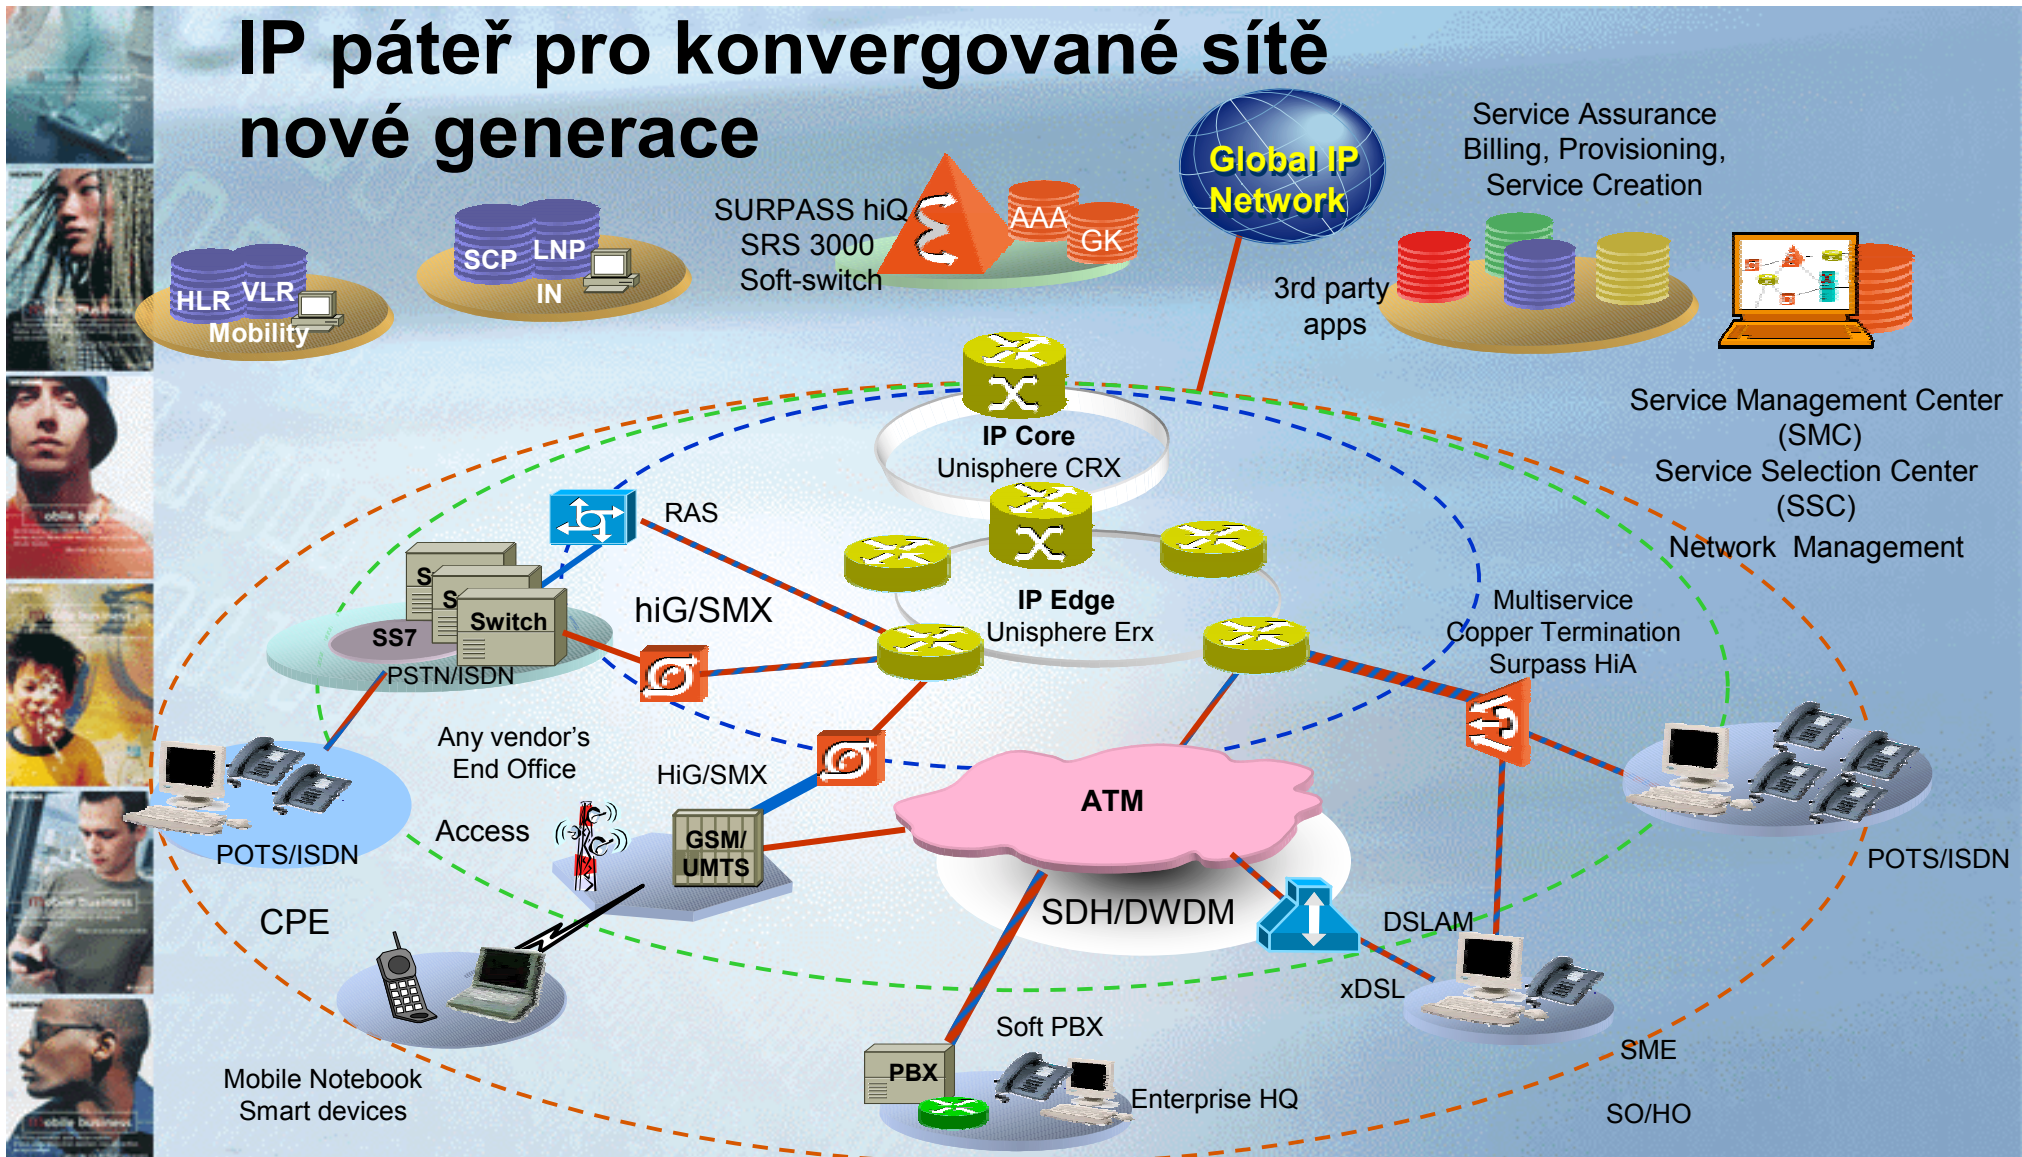 IP páteř pro konvergované sítě
nové generace
Global IP
Network
Service Assurance
Billing, Provisioning,
Service Creation
SURPASS hiQ
SRS 3000
Soft-switch
AAA
GK
SCP
LNP
IN
HLR
VLR
Mobility
3rd party
apps
IP Core
Unisphere CRX
Service Management Center
(SMC)
Service Selection Center
(SSC)
Network Management
RAS
hiG/SMX
S
S
Switch
SS7
PSTN/ISDN
IP Edge
Unisphere Erx
Multiservice
Copper Termination
Surpass HiA
Any vendor's
End Office
HiG/SMX
ATM
Access
GSM/
UMTS
POTS/ISDN
POTS/ISDN
CPE
SDH/DWDM
DSLAM
xDSL
Soft PBX
PBX
Enterprise HQ
SME
SO/HO
Mobile Notebook
Smart devices